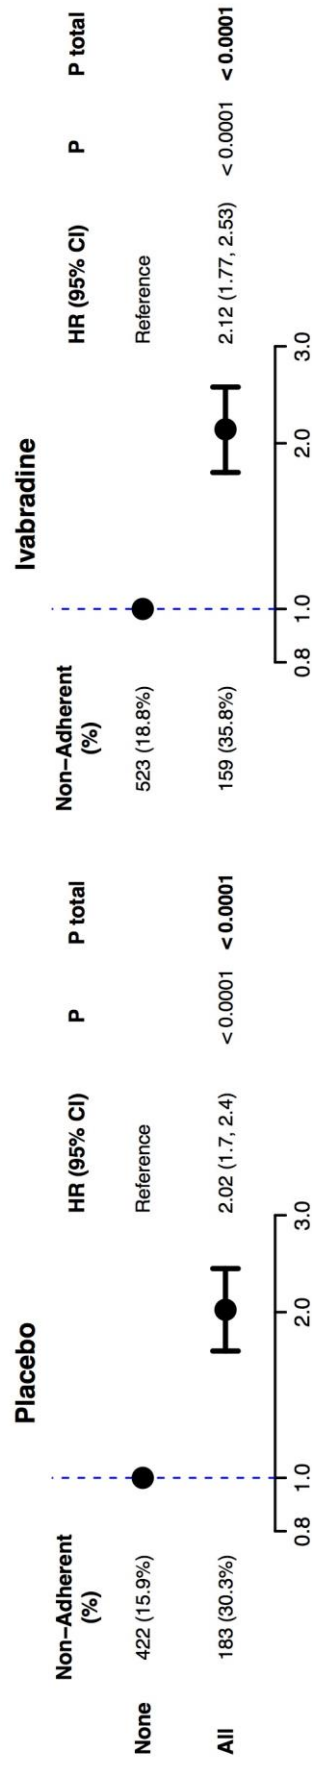 Placebo
Ivabradine
Non−Adherent
(%)
HR (95% CI)
P
P total
Non−Adherent
(%)
HR (95% CI)
P
P total
None
422 (15.9%)
Reference
523 (18.8%)
Reference
All
183 (30.3%)
2.02 (1.7, 2.4)
< 0.0001
< 0.0001
159 (35.8%)
2.12 (1.77, 2.53)
< 0.0001
< 0.0001
0.8
1.0
2.0
3.0
0.8
1.0
2.0
3.0